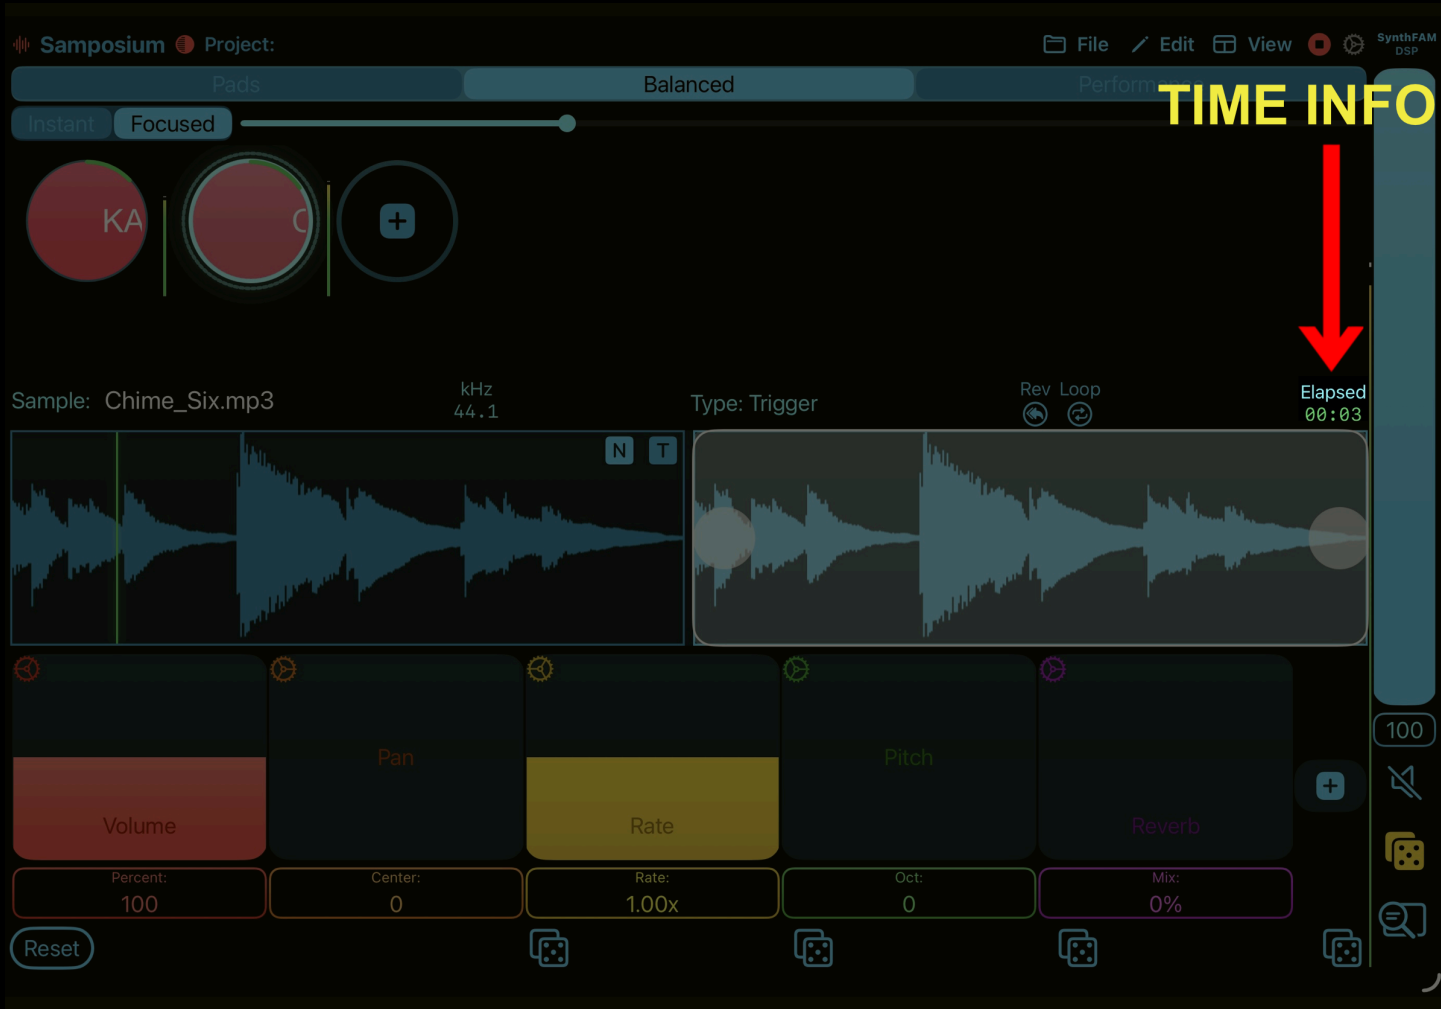 Samposium Project: File Edit View SynthFAM DSP
Pads Balanced Performance
TIME INFO
Instant Focused
KA C
Sample: Chime_Six.mp3 kHz 44.1 Type: Trigger Rev Loop Elapsed 00:03
N T
Volume Pan Rate Pitch Reverb
100
Percent: Center: Rate: Oct: Mix:
100 0 1.00x 0 0%
Reset